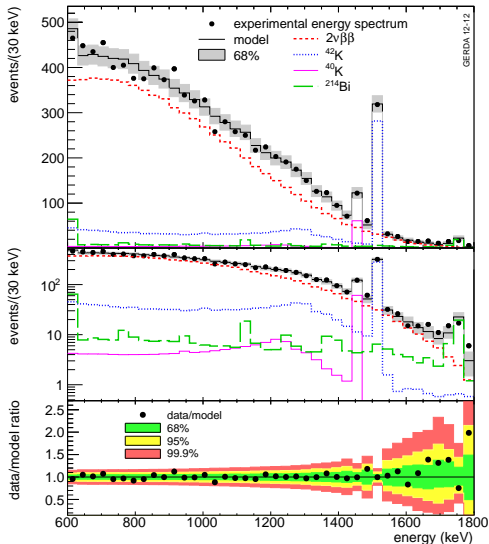 500
400
300
200
100
events/(30 keV)
experimental energy spectrum
model
68%
2νββ
⁴²K
⁴⁰K
²¹⁴Bi
GERDA 12-12
10²
10
1
events/(30 keV)
2.5
2.0
1.5
1.0
0.5
data/model ratio
data/model
68%
95%
99.9%
600 800 1000 1200 1400 1600 1800
energy (keV)